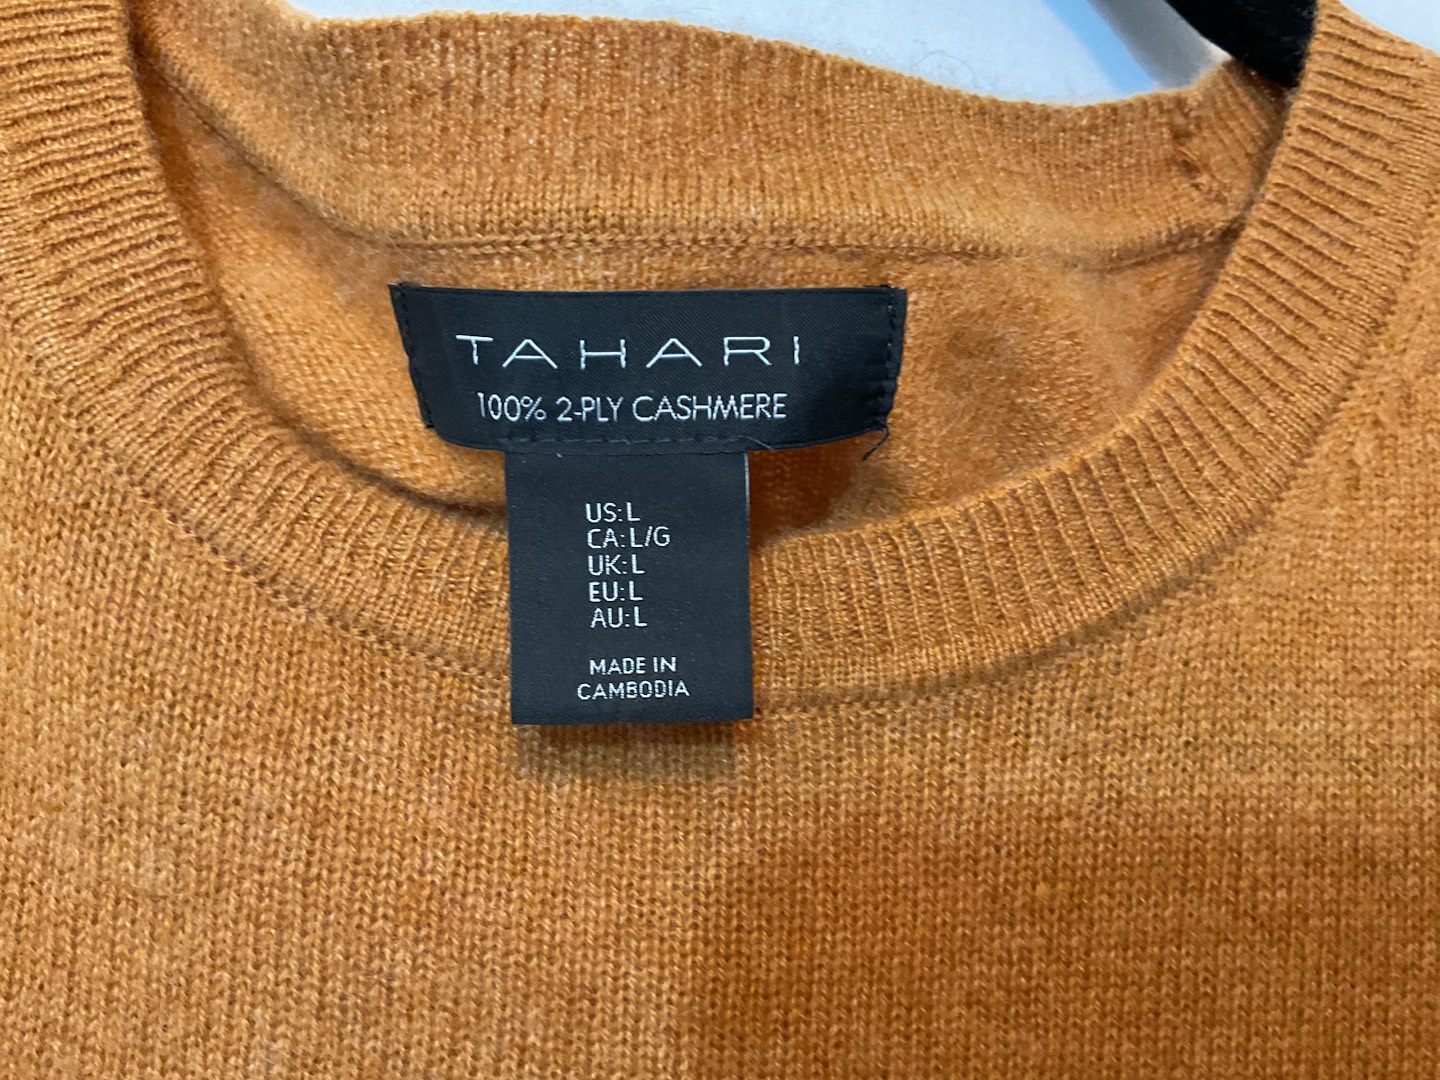 TAHARI
100% 2-PLY CASHMERE
US: L
CA: L/G
UK: L
EU: L
AU: L
MADE IN
CAMBODIA